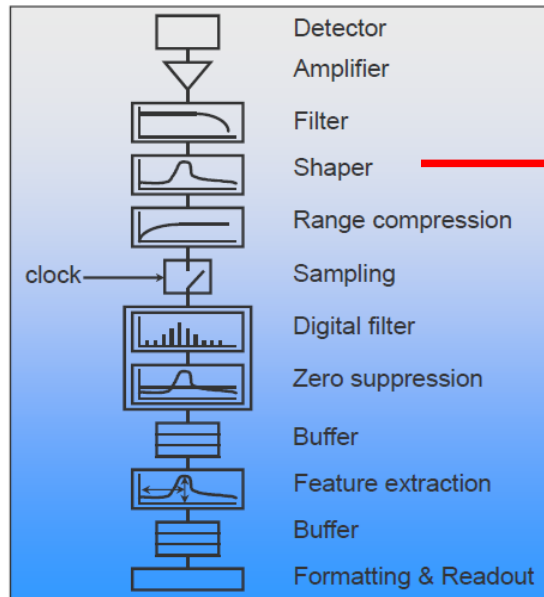 Detector
Amplifier
Filter
Shaper
Range compression
clock
Sampling
Digital filter
Zero suppression
Buffer
Feature extraction
Buffer
Formatting & Readout